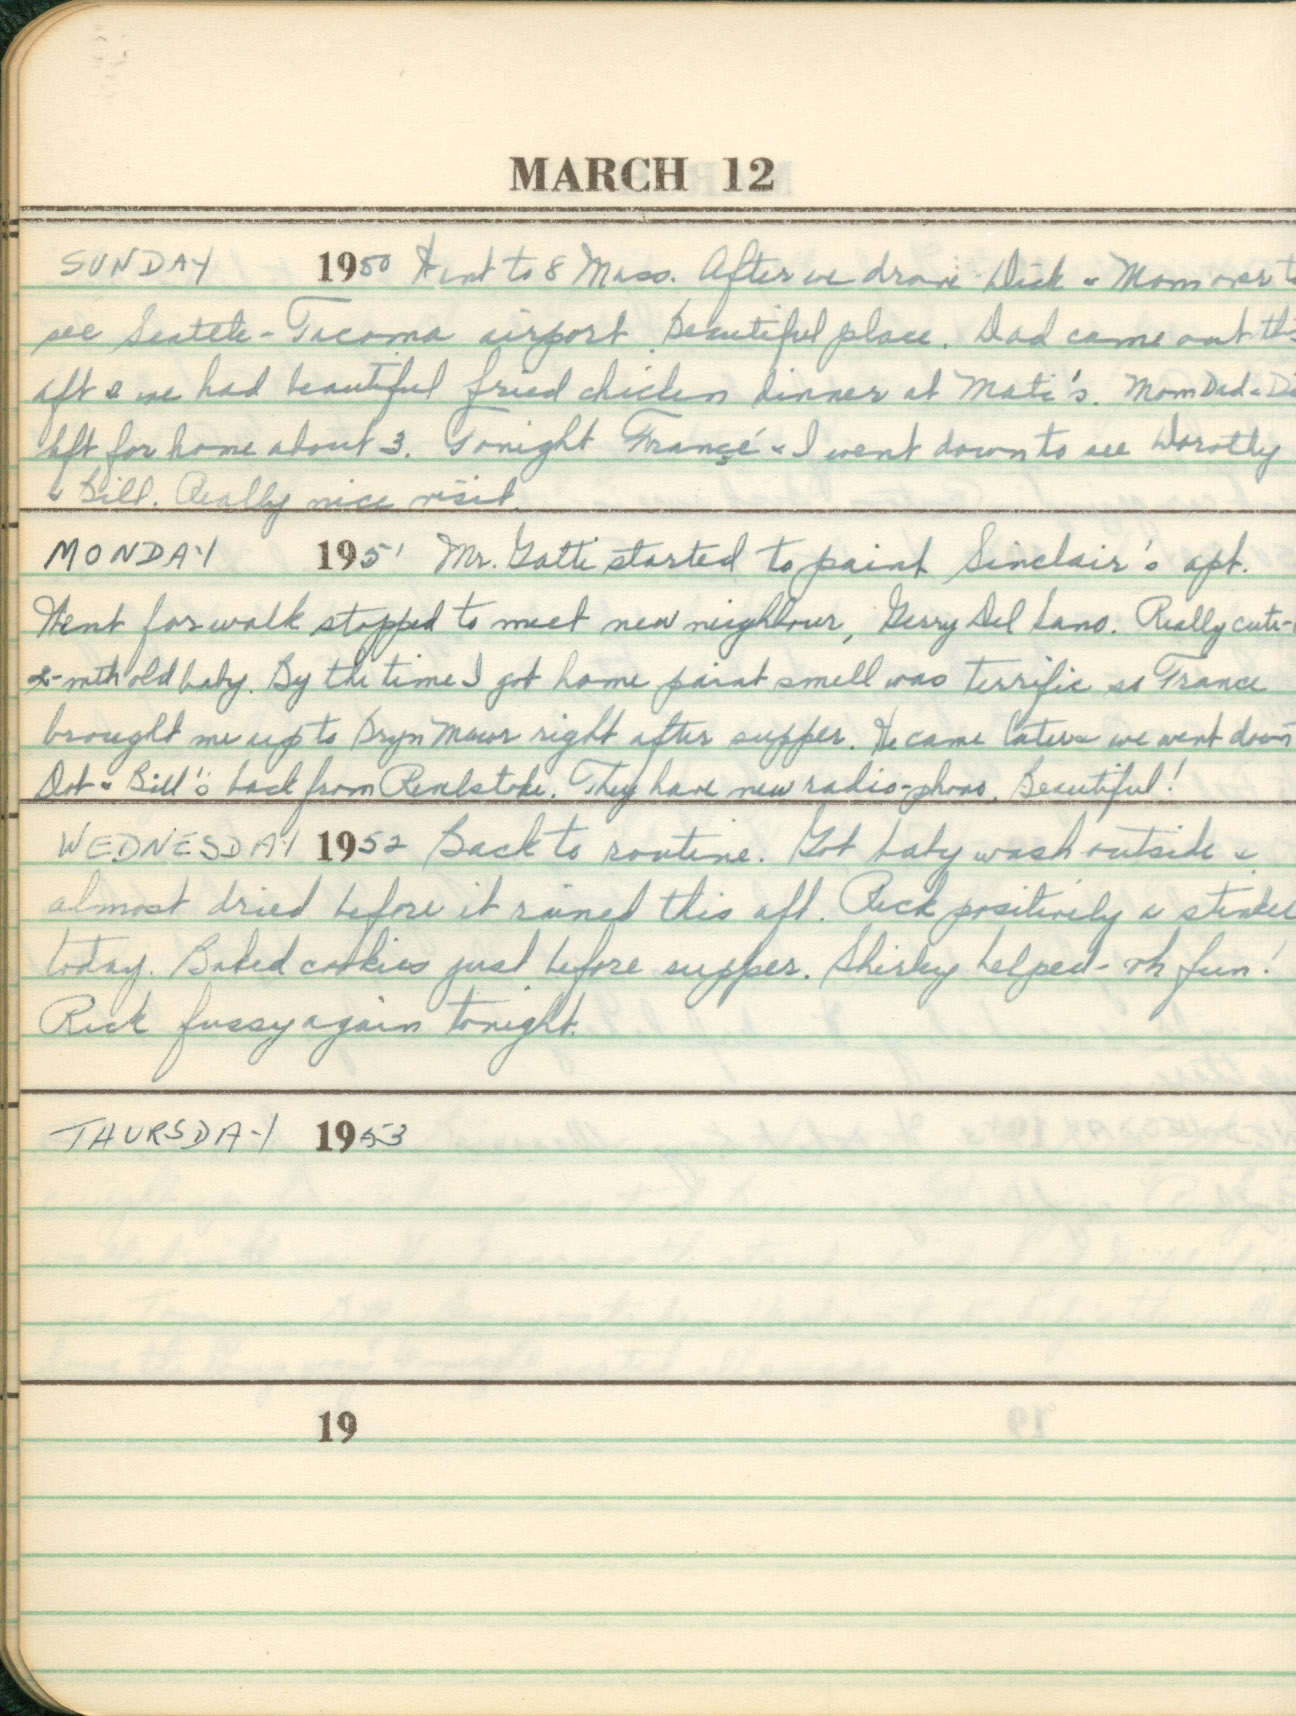 MARCH 12
SUNDAY 1950 Went to 8 Mass. After we drove Dick & Mom over to
see Seattle-Tacoma airport. Beautiful place. Dad came out this
aft & we had beautiful fried chicken dinner at Mati's. Mom Dad & Di
left for home about 3. Tonight France & I went down to see Dorothy
& Bill. Really nice visit.
MONDAY 1951 Mr. Gatti started to paint Sinclair's apt.
Went for walk stopped to meet new neighbour, Gerry Del Lano. Really cute-
2-mth old baby. By the time I got home paint smell was terrific so France
brought me up to Bryn Mawr right after supper. He came later & we went down
Dot & Bill's back from. They have new radio-phono. Beautiful!
WEDNESDAY 1952 Back to routine. Got baby wash outside &
almost dried before it rained this aft. Rick positively a stinker
today. Baked cookies just before supper. Shirley helped - oh fun!
Rick fussy again tonight.
THURSDAY 1953
19